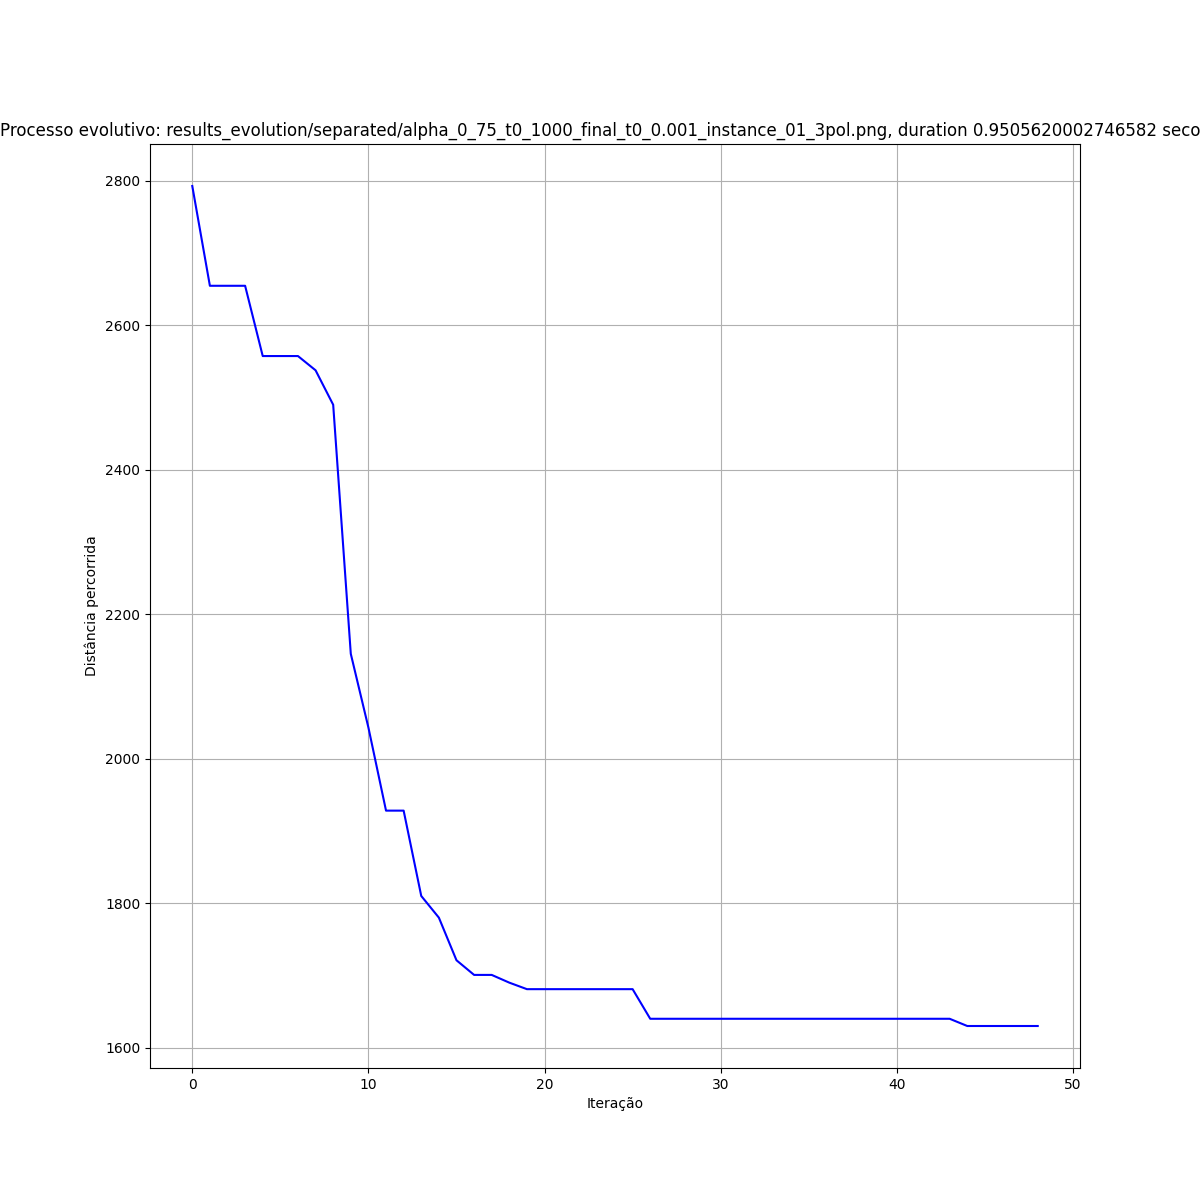 Processo evolutivo: results_evolution/separated/alpha_0_75_t0_1000_final_t0_0.001_instance_01_3pol.png, duration 0.9505620002746582 seco
2800
2600
2400
2200
2000
1800
1600
Distância percorrida
0 10 20 30 40 50
Iteração